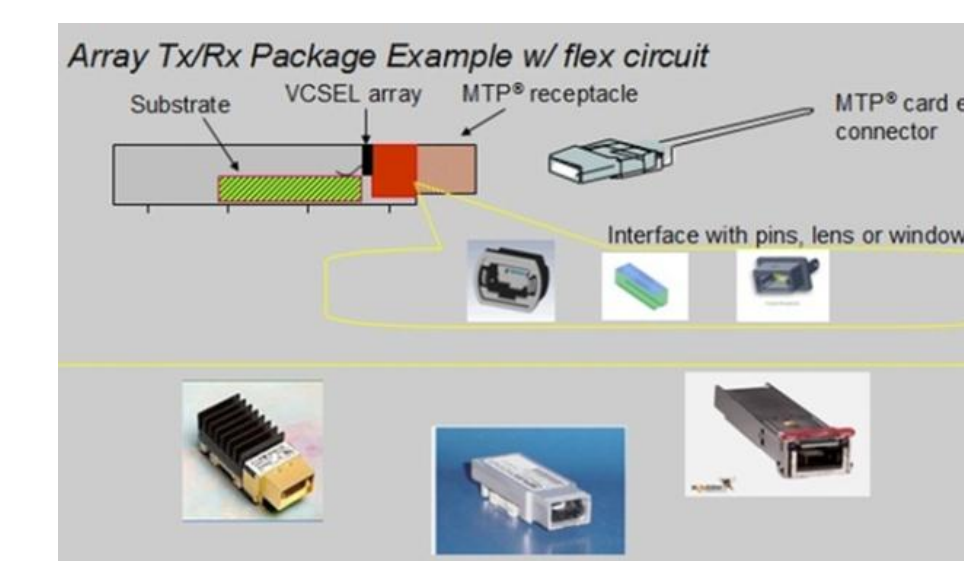 Array Tx/Rx Package Example w/ flex circuit
Substrate
VCSEL array
MTP® receptacle
MTP® card e
connector
Interface with pins, lens or window